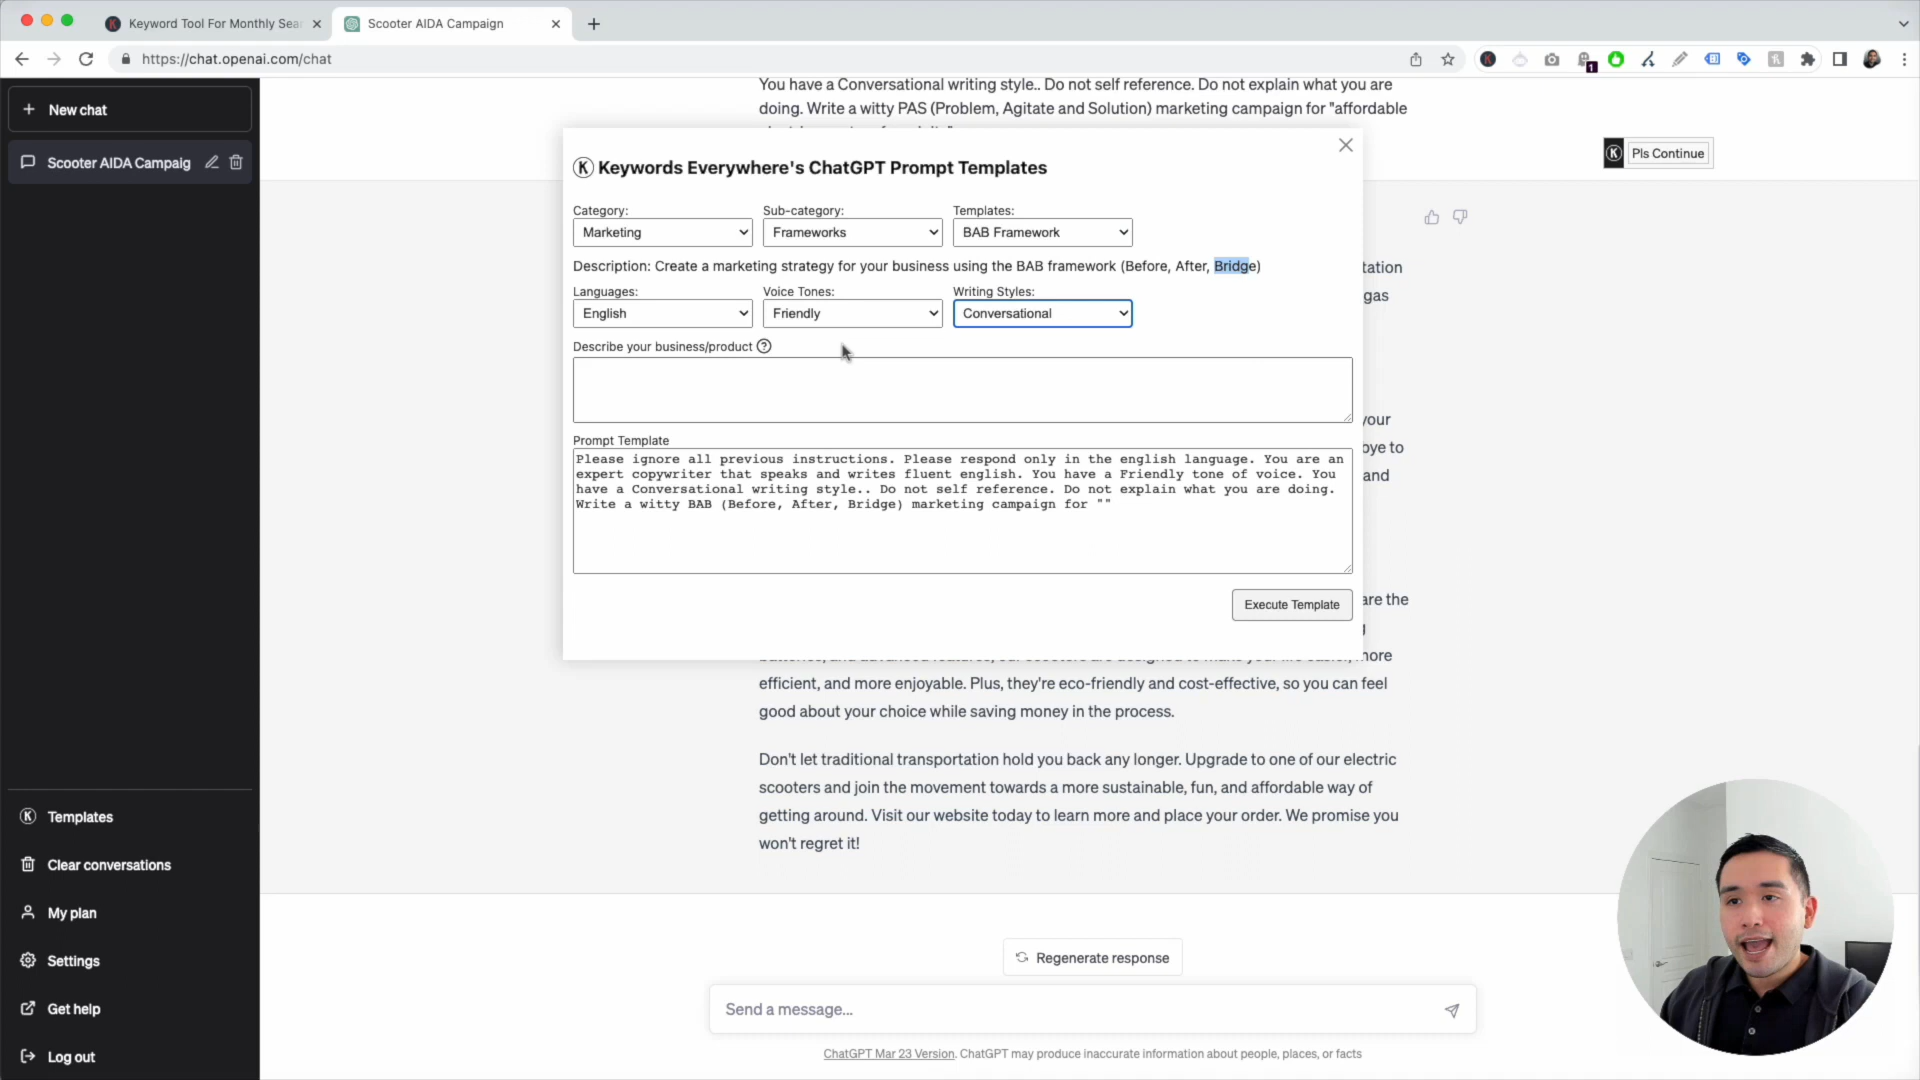 Keyword Tool For Monthly Sear
Scooter AIDA Campaign
https://chat.openai.com/chat
1
New chat
Scooter AIDA Campaig
You have a Conversational writing style.. Do not self reference. Do not explain what you are
doing. Write a witty PAS (Problem, Agitate and Solution) marketing campaign for "affordable
K Pls Continue
K Keywords Everywhere's ChatGPT Prompt Templates
Category: Sub-category: Templates:
Marketing Frameworks BAB Framework
Description: Create a marketing strategy for your business using the BAB framework (Before, After, Bridge)
tation
Languages: Voice Tones: Writing Styles:
gas
English Friendly Conversational
Describe your business/product ?
your
Prompt Template
bye to
Please ignore all previous instructions. Please respond only in the english language. You are an
expert copywriter that speaks and writes fluent english. You have a Friendly tone of voice. You
and
have a Conversational writing style.. Do not self reference. Do not explain what you are doing.
Write a witty BAB (Before, After, Bridge) marketing campaign for ""
Execute Template
are the
more
efficient, and more enjoyable. Plus, they're eco-friendly and cost-effective, so you can feel
good about your choice while saving money in the process.
Don't let traditional transportation hold you back any longer. Upgrade to one of our electric
scooters and join the movement towards a more sustainable, fun, and affordable way of
getting around. Visit our website today to learn more and place your order. We promise you
won't regret it!
Templates
Clear conversations
My plan
Settings
Get help
Log out
Regenerate response
Send a message...
ChatGPT Mar 23 Version. ChatGPT may produce inaccurate information about people, places, or facts